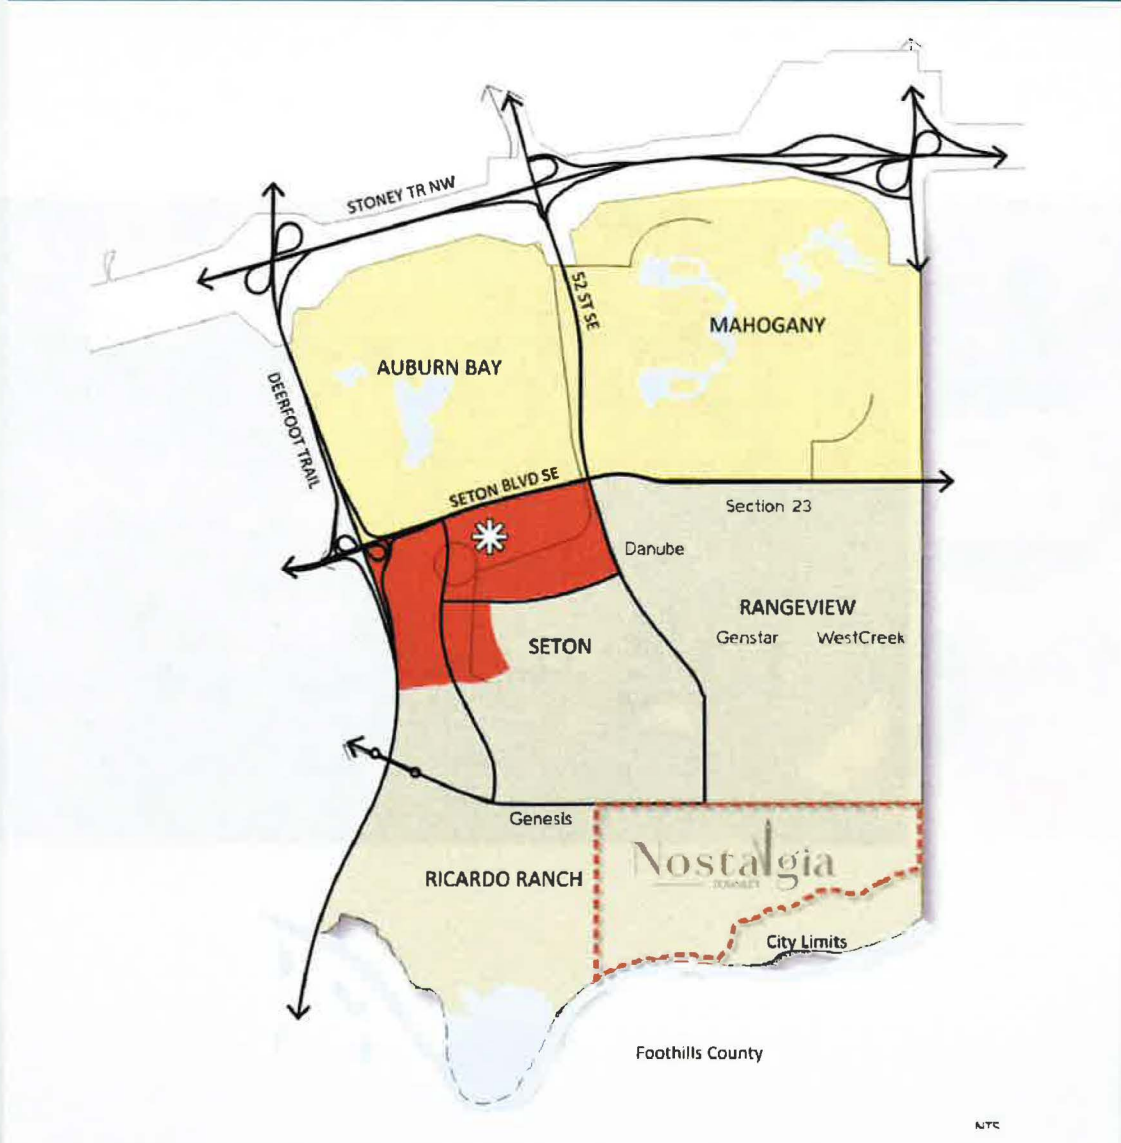 STONEY TR NW
52 ST SE
MAHOGANY
AUBURN BAY
DEERFOOT TRAIL
SETON BLVD SE
Section 23
Danube
RANGEVIEW
Genstar WestCreek
SETON
Genesis
Nostalgia
RICARDO RANCH
City Limits
Foothills County
NTS